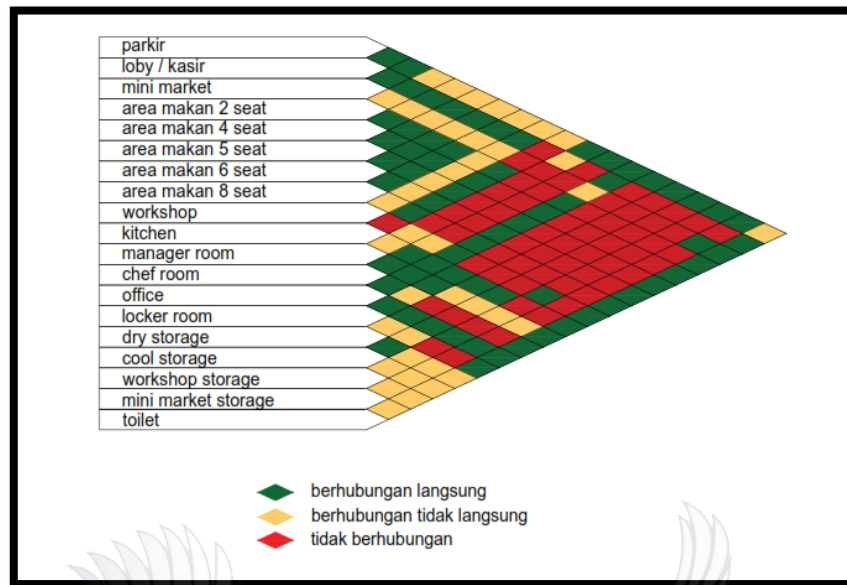 parkir
loby / kasir
mini market
area makan 2 seat
area makan 4 seat
area makan 5 seat
area makan 6 seat
area makan 8 seat
workshop
kitchen
manager room
chef room
office
locker room
dry storage
cool storage
workshop storage
mini market storage
toilet
berhubungan langsung
berhubungan tidak langsung
tidak berhubungan